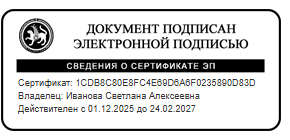 ДОКУМЕНТ ПОДПИСАН
ЭЛЕКТРОННОЙ ПОДПИСЬЮ
СВЕДЕНИЯ О СЕРТИФИКАТЕ ЭП
Сертификат: 1CDB8C80E8FC4E69D6A6F0235890D83D
Владелец: Иванова Светлана Алексеевна
Действителен с 01.12.2025 до 24.02.2027